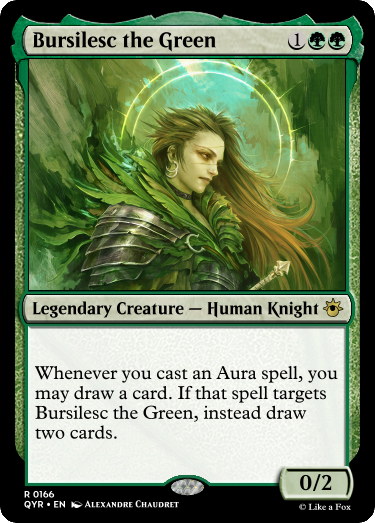 Bursilesc the Green 1
Legendary Creature — Human Knight
Whenever you cast an Aura spell, you
may draw a card. If that spell targets
Bursilesc the Green, instead draw
two cards.
0/2
R 0166
QYR • EN Alexandre Chaudret
© Like a Fox